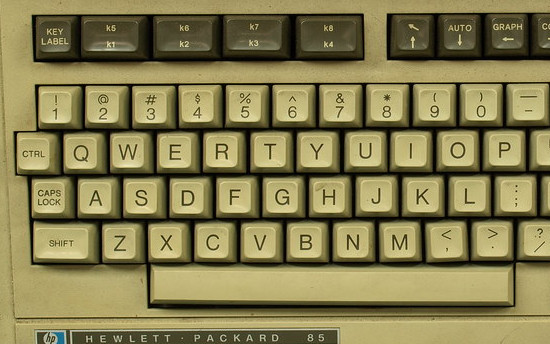 KEY LABEL k5 k6 k7 k8 ↖ AUTO GRAPH
k1 k2 k3 k4 ↑ ↓ ←
! @ # $ % ^ & * ( ) —
1 2 3 4 5 6 7 8 9 0 -
CTRL Q W E R T Y U I O P
CAPS LOCK A S D F G H J K L : ;
SHIFT Z X C V B N M < , > . ? /
hp HEWLETT · PACKARD 85